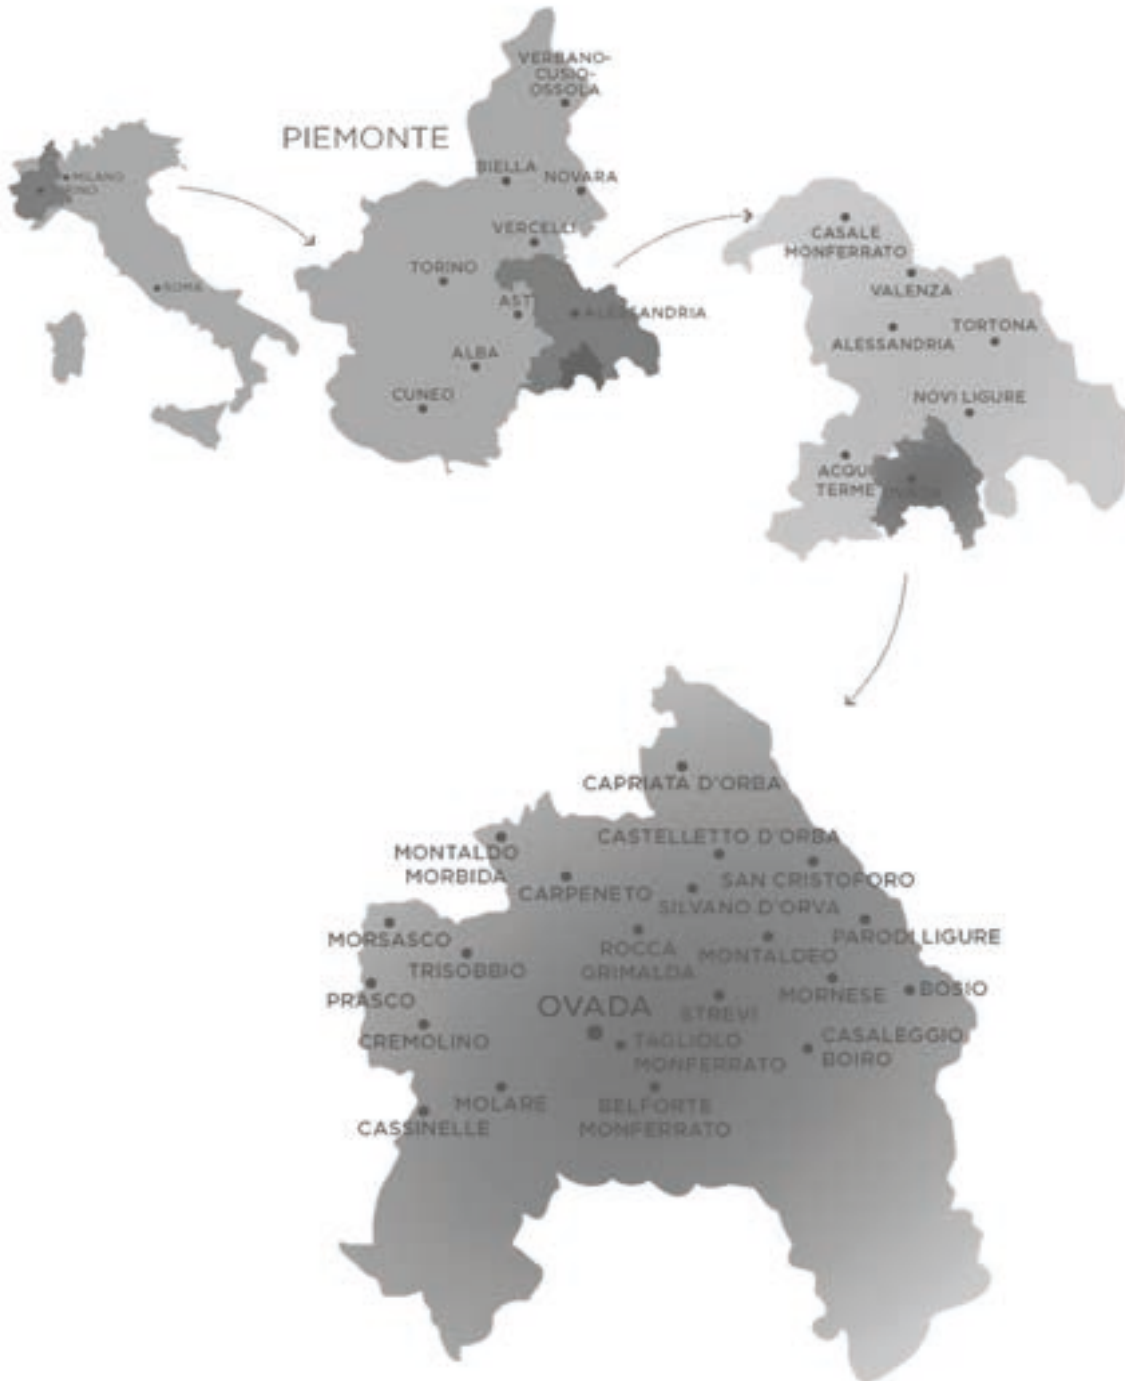 VERBANO-
CUSIO-
OSSOLA
PIEMONTE
BIELLA
NOVARA
MILANO
VERCELLI
TORINO
ROMA
AST
ALESSANDRIA
ALBA
CUNEO
CASALE
MONFERRATO
VALENZA
ALESSANDRIA
TORTONA
NOVI LIGURE
ACQUI
TERME
CAPRIATA D'ORBA
MONTALDO
MORBIDA
CASTELLETTO D'ORBA
CARPENETO
SAN CRISTOFORO
SILVANO D'ORVA
MORSASCO
TRISOBBIO
ROCCA
GRIMALDA
MONTALDEO
PARODI LIGURE
PRASCO
MORNESE
BOSIO
OVADA
STREVI
CREMOLINO
TAGLIOLO
MONFERRATO
CASALEGGIO
BOIRO
MOLARE
CASSINELLE
BELFORTE
MONFERRATO